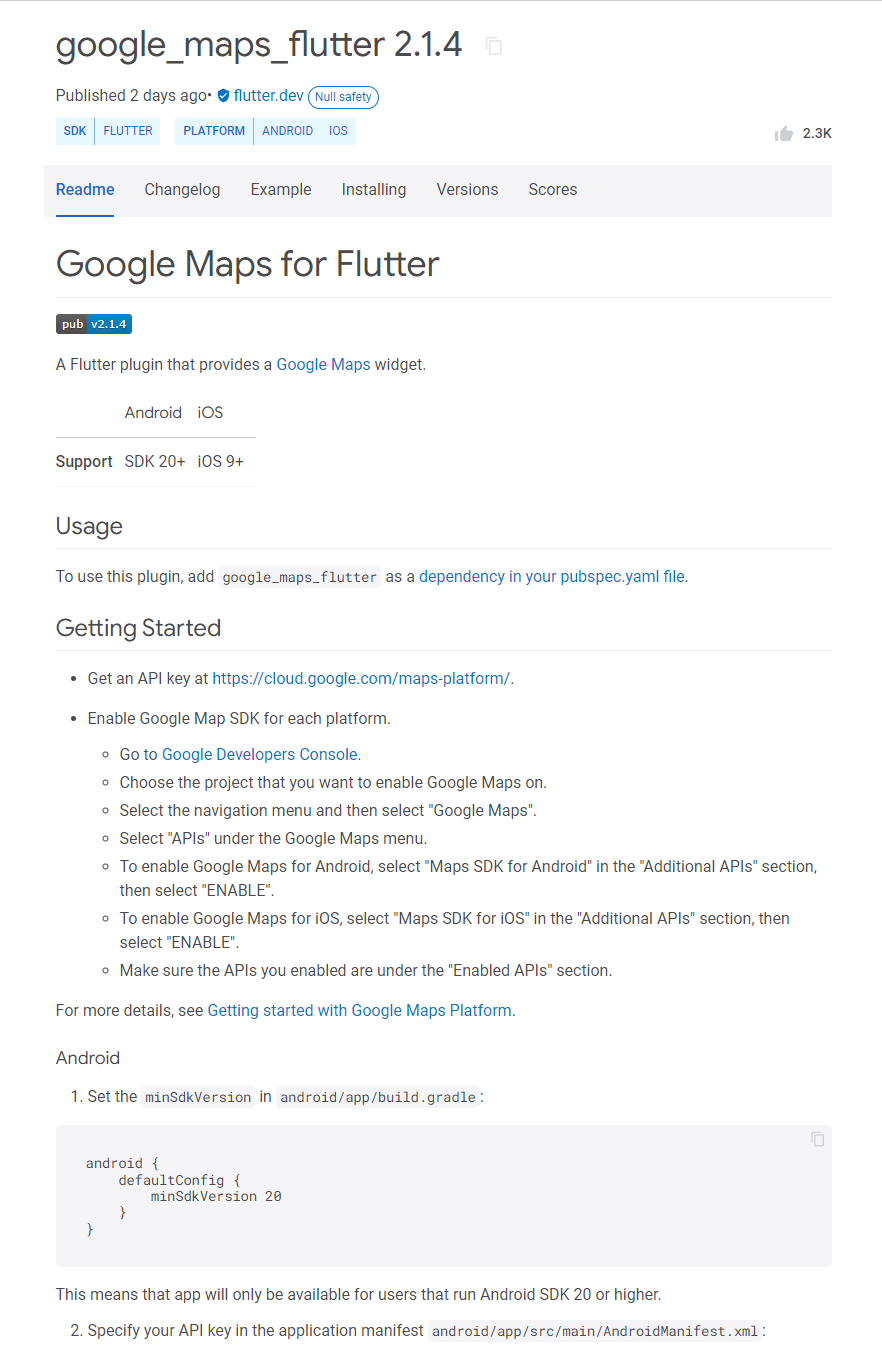 google_maps_flutter 2.1.4
Published 2 days ago• flutter.dev Null safety
SDK FLUTTER PLATFORM ANDROID IOS
2.3K
Readme Changelog Example Installing Versions Scores
Google Maps for Flutter
pub v2.1.4
A Flutter plugin that provides a Google Maps widget.
Android iOS
Support SDK 20+ iOS 9+
Usage
To use this plugin, add google_maps_flutter as a dependency in your pubspec.yaml file.
Getting Started
• Get an API key at https://cloud.google.com/maps-platform/.
• Enable Google Map SDK for each platform.
◦ Go to Google Developers Console.
◦ Choose the project that you want to enable Google Maps on.
◦ Select the navigation menu and then select "Google Maps".
◦ Select "APIs" under the Google Maps menu.
◦ To enable Google Maps for Android, select "Maps SDK for Android" in the "Additional APIs" section,
then select "ENABLE".
◦ To enable Google Maps for iOS, select "Maps SDK for iOS" in the "Additional APIs" section, then
select "ENABLE".
◦ Make sure the APIs you enabled are under the "Enabled APIs" section.
For more details, see Getting started with Google Maps Platform.
Android
1. Set the minSdkVersion in android/app/build.gradle:
android {
    defaultConfig {
        minSdkVersion 20
    }
}
This means that app will only be available for users that run Android SDK 20 or higher.
2. Specify your API key in the application manifest android/app/src/main/AndroidManifest.xml: